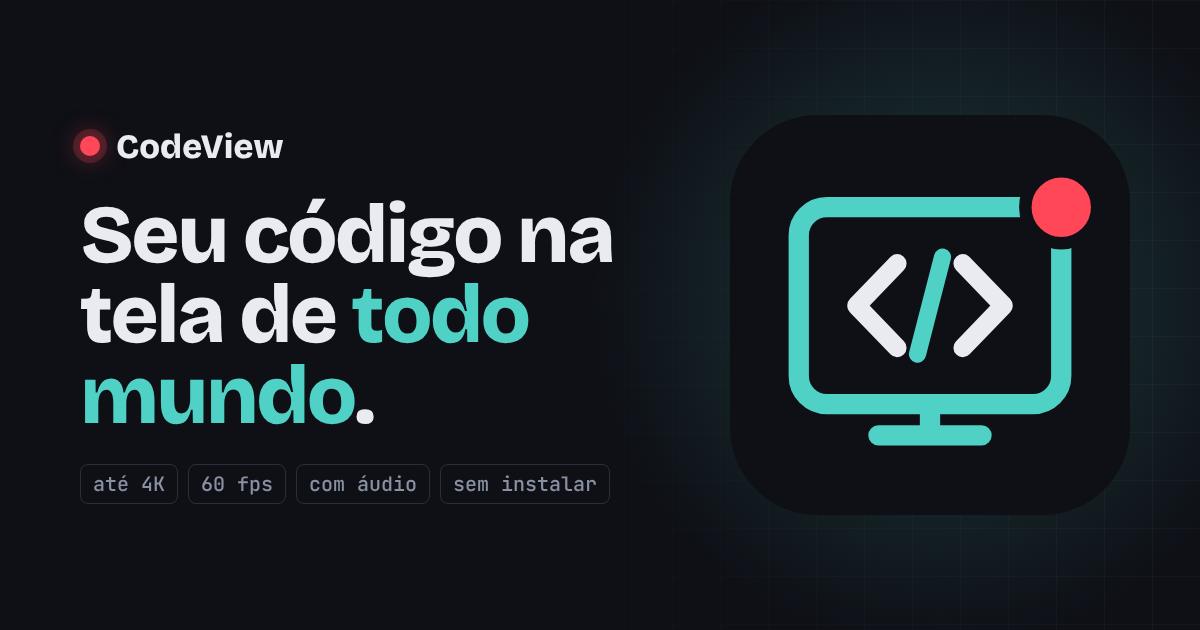 CodeView
Seu código na
tela de todo
mundo.
até 4K
60 fps
com áudio
sem instalar
</>